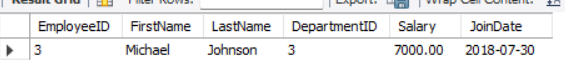 Result Grid Filter Rows: Export: Wrap Cell Content:
EmployeeID FirstName LastName DepartmentID Salary JoinDate
3 Michael Johnson 3 7000.00 2018-07-30